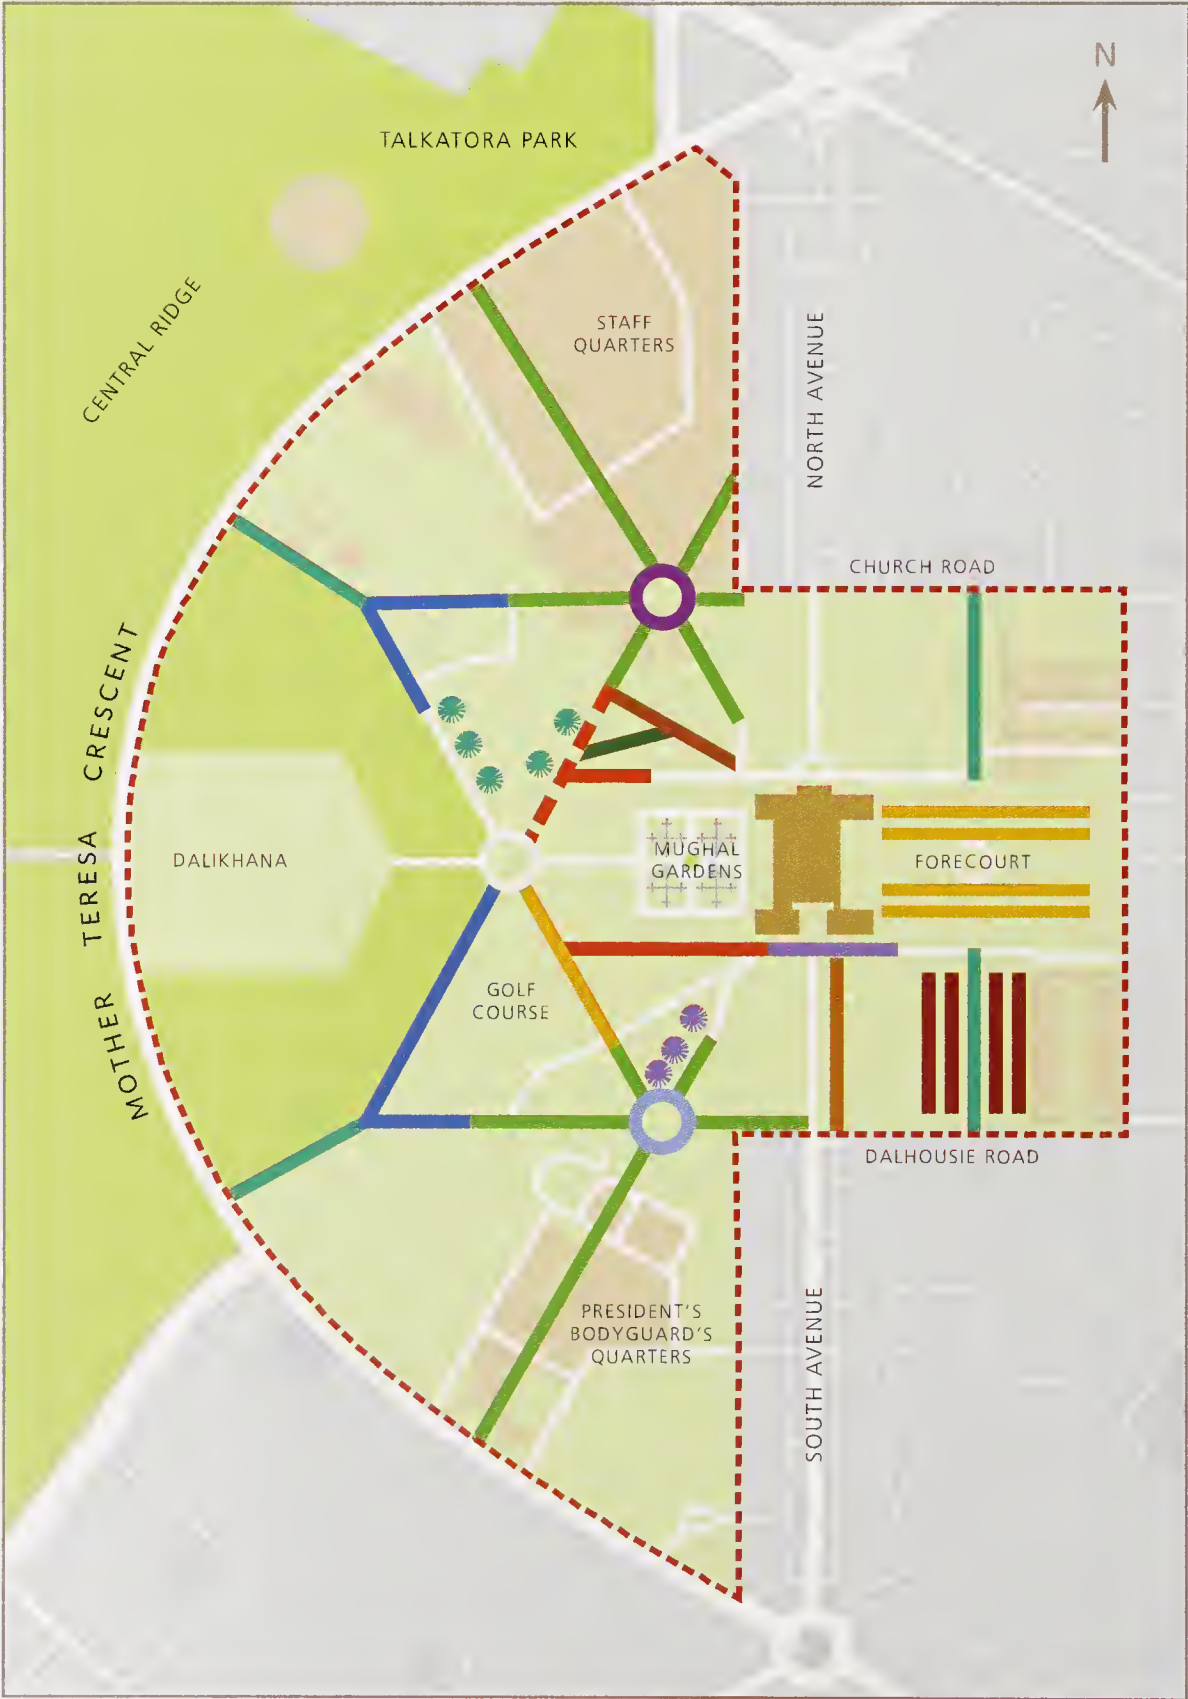 N
TALKATORA PARK
CENTRAL RIDGE
STAFF
QUARTERS
NORTH AVENUE
CHURCH ROAD
MOTHER TERESA CRESCENT
DALIKHANA
MUGHAL
GARDENS
FORECOURT
GOLF
COURSE
DALHOUSIE ROAD
PRESIDENT'S
BODYGUARD'S
QUARTERS
SOUTH AVENUE